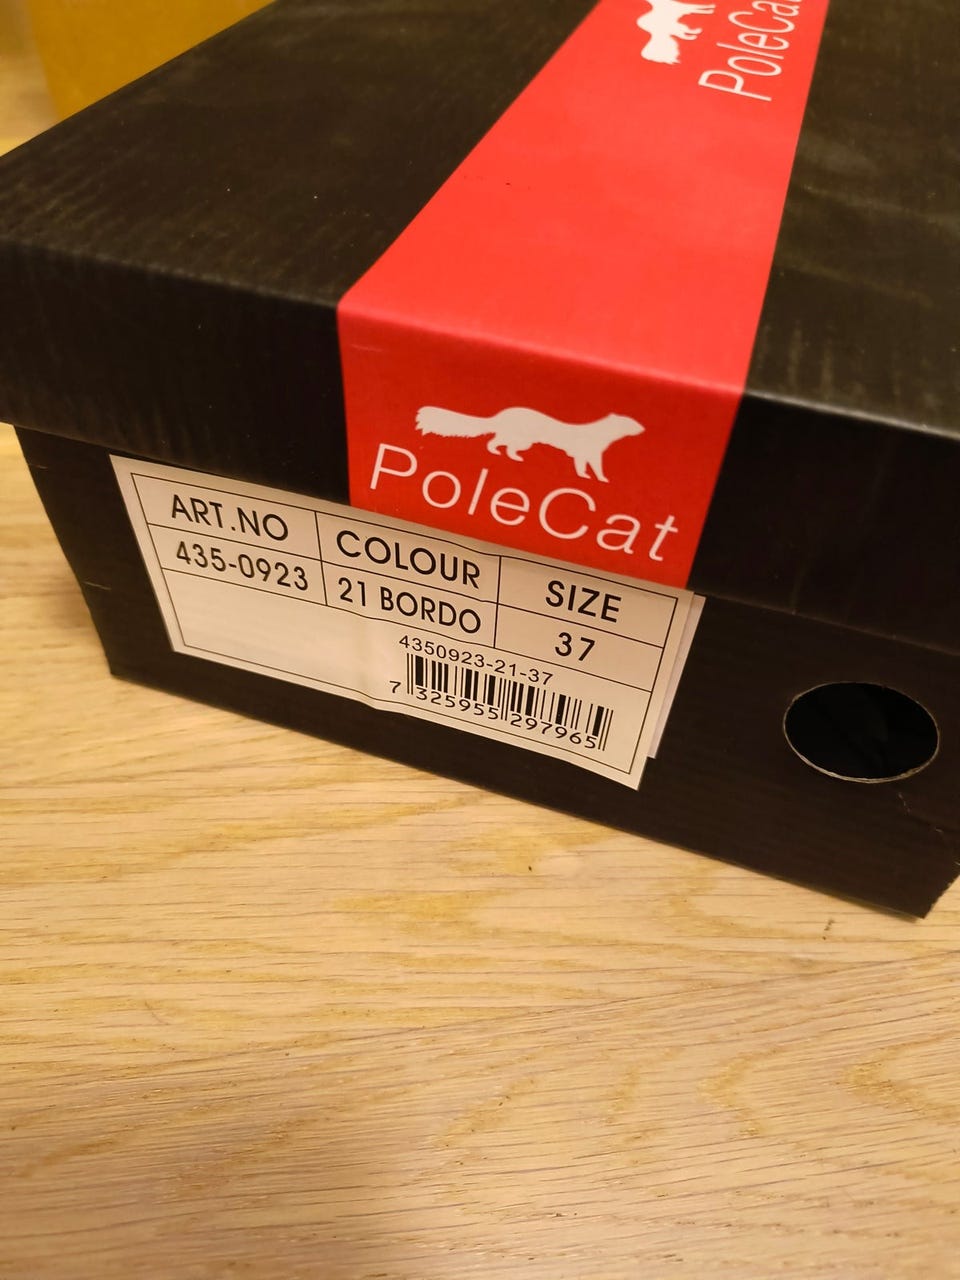 PoleCat
PoleCat
ART.NO COLOUR SIZE
435-0923 21 BORDO 37
4350923-21-37
7 325955 297965